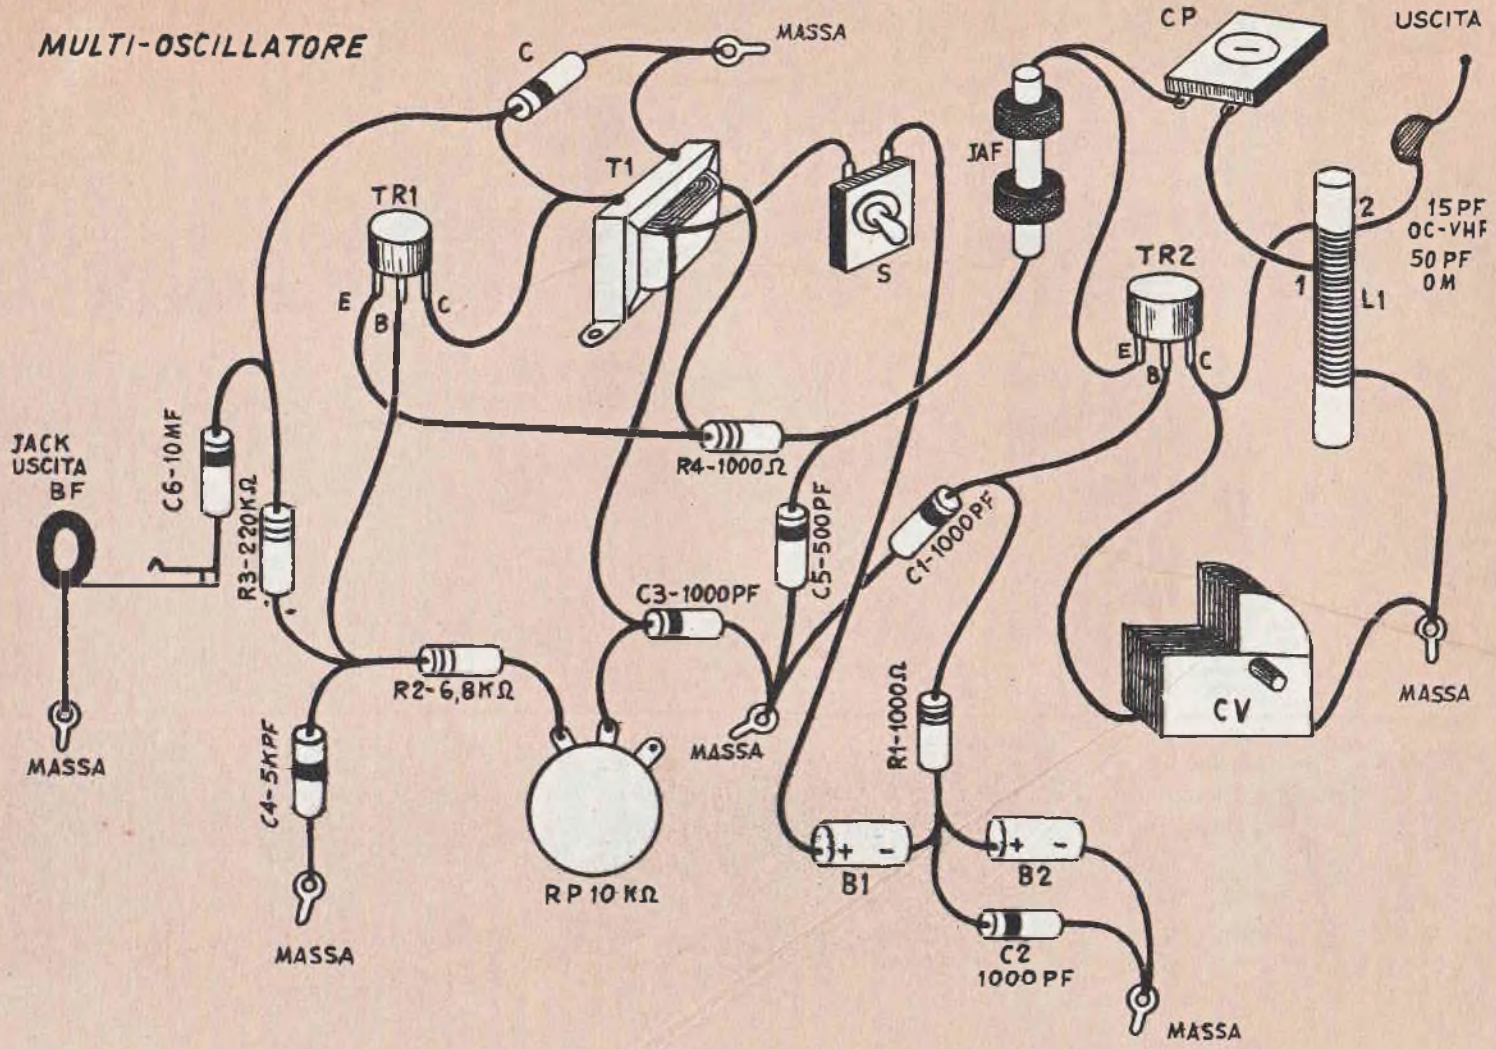 MULTI-OSCILLATORE
C
MASSA
CP
USCITA
T1
JAF
TR1
S
2
15 PF
OC-VHF
50 PF
OM
1
L1
TR2
E
B
C
E
B
C
JACK
USCITA
BF
C6-10MF
R3-220KΩ
R4-1000Ω
C5-500PF
C1-1000PF
C3-1000PF
R2-6,8KΩ
R1-1000Ω
CV
MASSA
MASSA
MASSA
C4-5KPF
RP 10 KΩ
+ -
B1
+ -
B2
C2
1000 PF
MASSA
MASSA